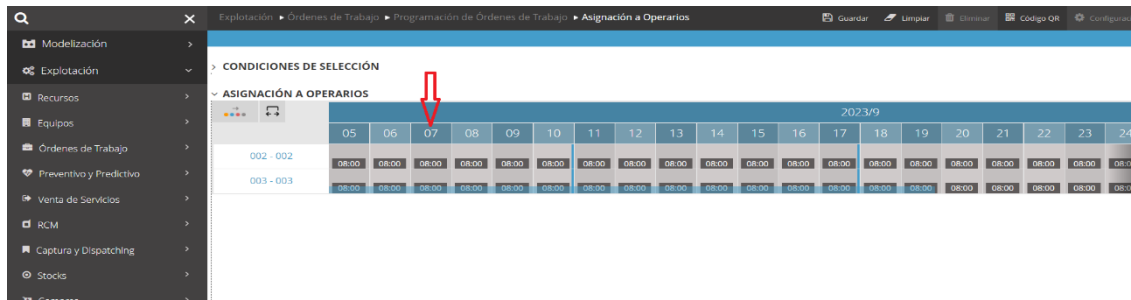 Explotación ▸ Órdenes de Trabajo ▸ Programación de Órdenes de Trabajo ▸ Asignación a Operarios Guardar Limpiar Eliminar Código QR
Modelización
Explotación
Recursos
Equipos
Órdenes de Trabajo
Preventivo y Predictivo
Venta de Servicios
RCM
Captura y Dispatching
Stocks
CONDICIONES DE SELECCIÓN
ASIGNACIÓN A OPERARIOS
2023/9
05 06 07 08 09 10 11 12 13 14 15 16 17 18 19 20 21 22 23 24
002 - 002 08:00 08:00 08:00 08:00 08:00 08:00 08:00 08:00 08:00 08:00 08:00 08:00 08:00 08:00 08:00 08:00 08:00 08:00 08:00
003 - 003 08:00 08:00 08:00 08:00 08:00 08:00 08:00 08:00 08:00 08:00 08:00 08:00 08:00 08:00 08:00 08:00 08:00 08:00 08:00